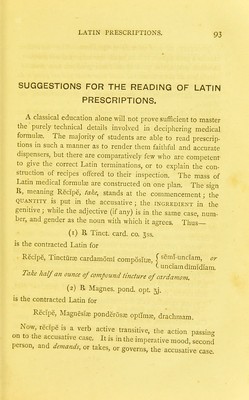 LATIN PRESCRIPTIONS. 93
SUGGESTIONS FOR THE READING OF LATIN
PRESCRIPTIONS.
A classical education alone will not prove sufficient to master
the purely technical details involved in deciphering medical
formulæ. The majority of students are able to read prescrip-
tions in such a manner as to render them faithful and accurate
dispensers, but there are comparatively few who are competent
to give the correct Latin terminations, or to explain the con-
struction of recipes offered to their inspection. The mass of
Latin medical formulæ are constructed on one plan. The sign
℞, meaning Rĕcĭpĕ, take, stands at the commencement; the
QUANTITY is put in the accusative; the INGREDIENT in the
genitive; while the adjective (if any) is in the same case, num-
ber, and gender as the noun with which it agrees. Thus—
(1) ℞ Tinct. card. co. ʒss.
is the contracted Latin for
Rĕcĭpĕ, Tinctūræ cardamōmi compŏsĭtæ, { sēmĭ-unciam, or
unciam dimĭdiam.
Take half an ounce of compound tincture of cardamom.
(2) ℞ Magnes. pond. opt. ʒj.
is the contracted Latin for
Rĕcĭpĕ, Magnēsiæ pondĕrōsæ optĭmæ, drachmam.
Now, rĕcĭpĕ is a verb active transitive, the action passing
on to the accusative case. It is in the imperative mood, second
person, and demands, or takes, or governs, the accusative case.